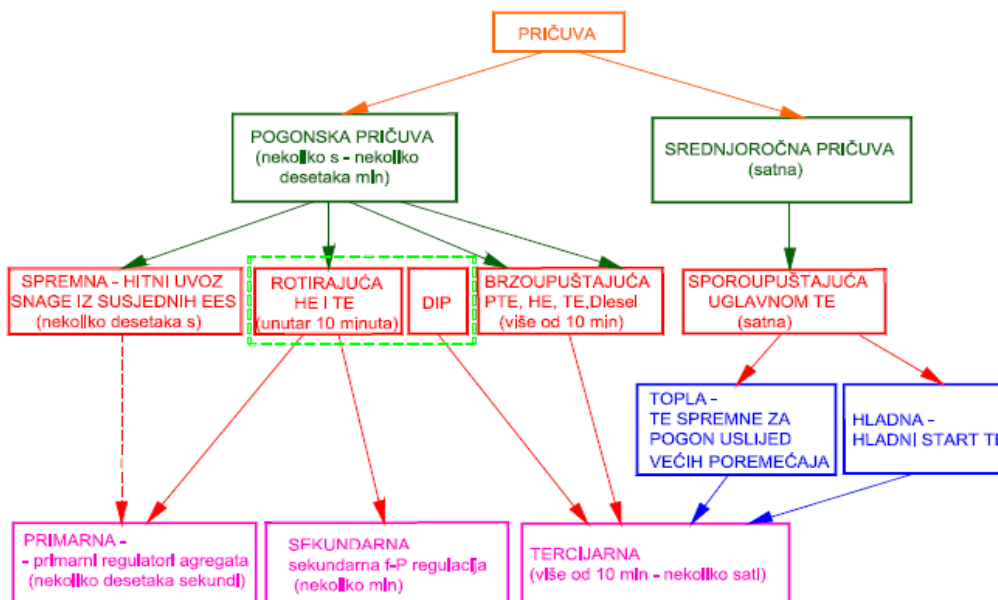 PRIČUVA
POGONSKA PRIČUVA
(nekoliko s - nekoliko
desetaka min)
SREDNJOROČNA PRIČUVA
(satna)
SPREMNA - HITNI UVOZ
SNAGE IZ SUSJEDNIH EES
(nekoliko desetaka s)
ROTIRAJUĆA
HE I TE
(unutar 10 minuta)
DIP
BRZOUPUŠTAJUĆA
PTE, HE, TE,Diesel
(više od 10 min)
SPOROUPUŠTAJUĆA
UGLAVNOM TE
(satna)
TOPLA -
TE SPREMNE ZA
POGON USLIJED
VEĆIH POREMEĆAJA
HLADNA -
HLADNI START TE
PRIMARNA -
- primarni regulatori agregata
(nekoliko desetaka sekundi)
SEKUNDARNA
sekundarna f-P regulacija
(nekoliko min)
TERCIJARNA
(više od 10 min - nekoliko sati)